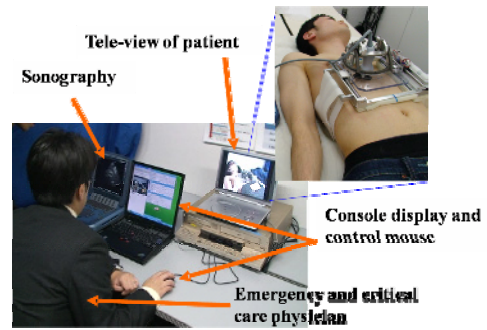 Tele-view of patient
Sonography
Console display and
control mouse
Emergency and critical
care physician